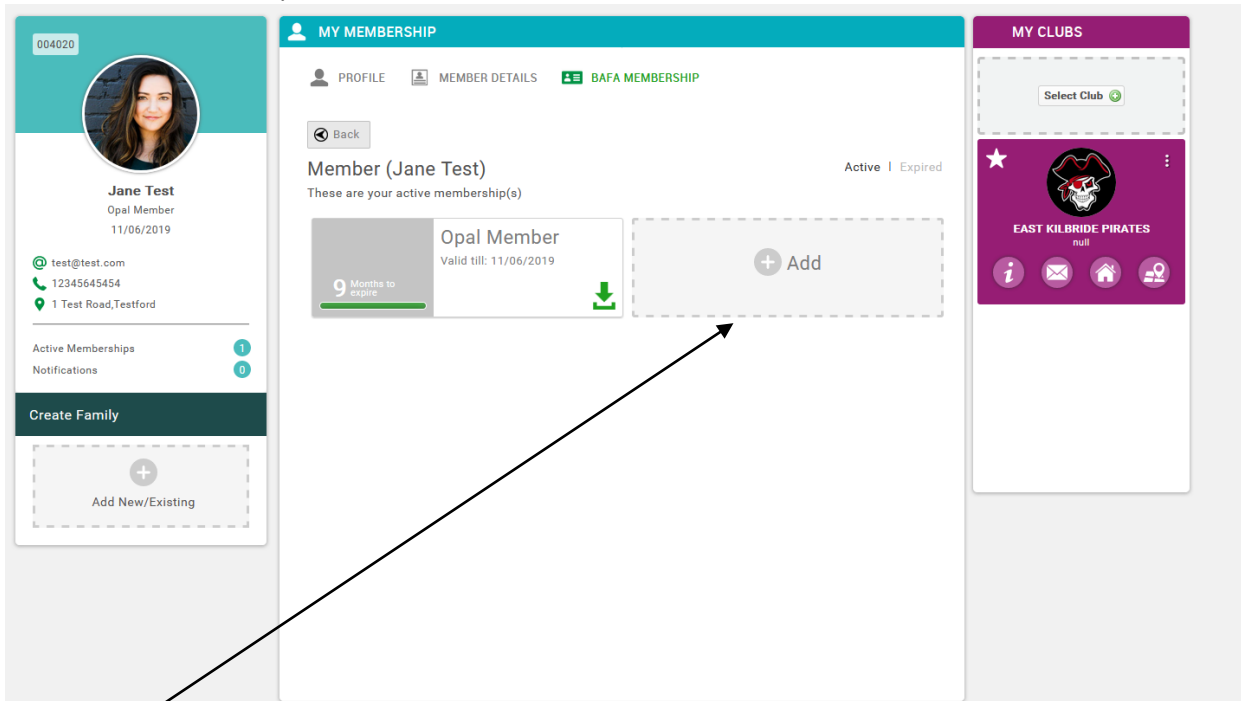 004020
Jane Test
Opal Member
11/06/2019
test@test.com
12345645454
1 Test Road,Testford
Active Memberships 1
Notifications 0
Create Family
Add New/Existing
MY MEMBERSHIP
PROFILE MEMBER DETAILS BAFA MEMBERSHIP
Back
Member (Jane Test)
Active | Expired
These are your active membership(s)
9 Months to
expire
Opal Member
Valid till: 11/06/2019
Add
MY CLUBS
Select Club
EAST KILBRIDE PIRATES
null